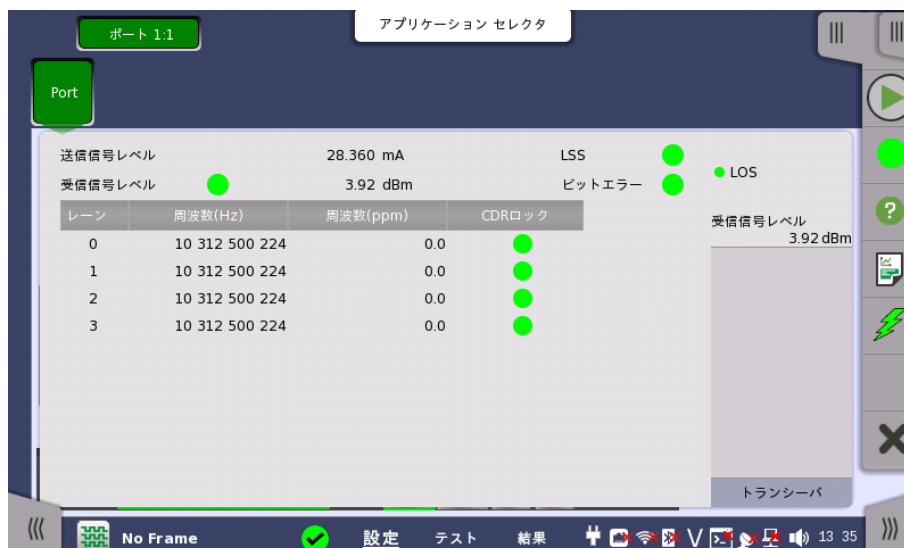 ポート 1:1
アプリケーション セレクタ
Port
送信信号レベル 28.360 mA LSS
受信信号レベル 3.92 dBm ビットエラー
LOS
レーン 周波数(Hz) 周波数(ppm) CDRロック
受信信号レベル
3.92 dBm
0 10 312 500 224 0.0
1 10 312 500 224 0.0
2 10 312 500 224 0.0
3 10 312 500 224 0.0
トランシーバ
No Frame 設定 テスト 結果 13 35